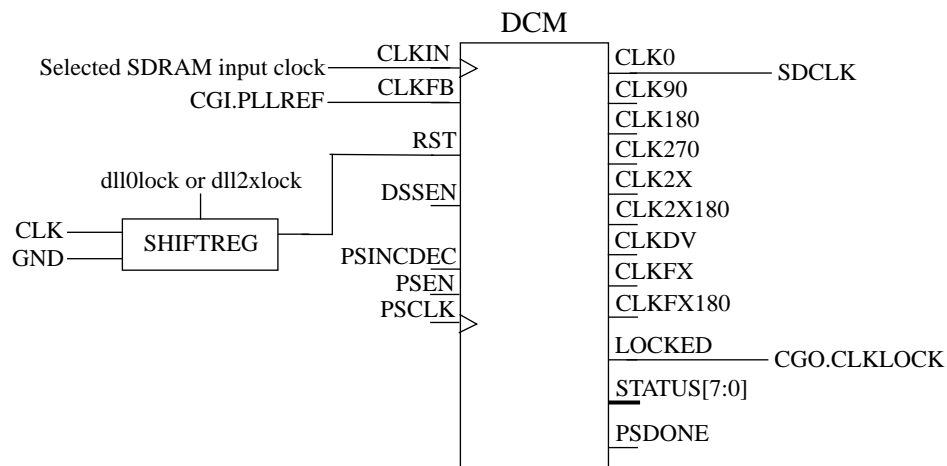 DCM
Selected SDRAM input clock
CLKIN
CGI.PLLREF
CLKFB
RST
dll0lock or dll2xlock
DSSEN
CLK
GND
SHIFTREG
PSINCDEC
PSEN
PSCLK
CLK0
SDCLK
CLK90
CLK180
CLK270
CLK2X
CLK2X180
CLKDV
CLKFX
CLKFX180
LOCKED
CGO.CLKLOCK
STATUS[7:0]
PSDONE